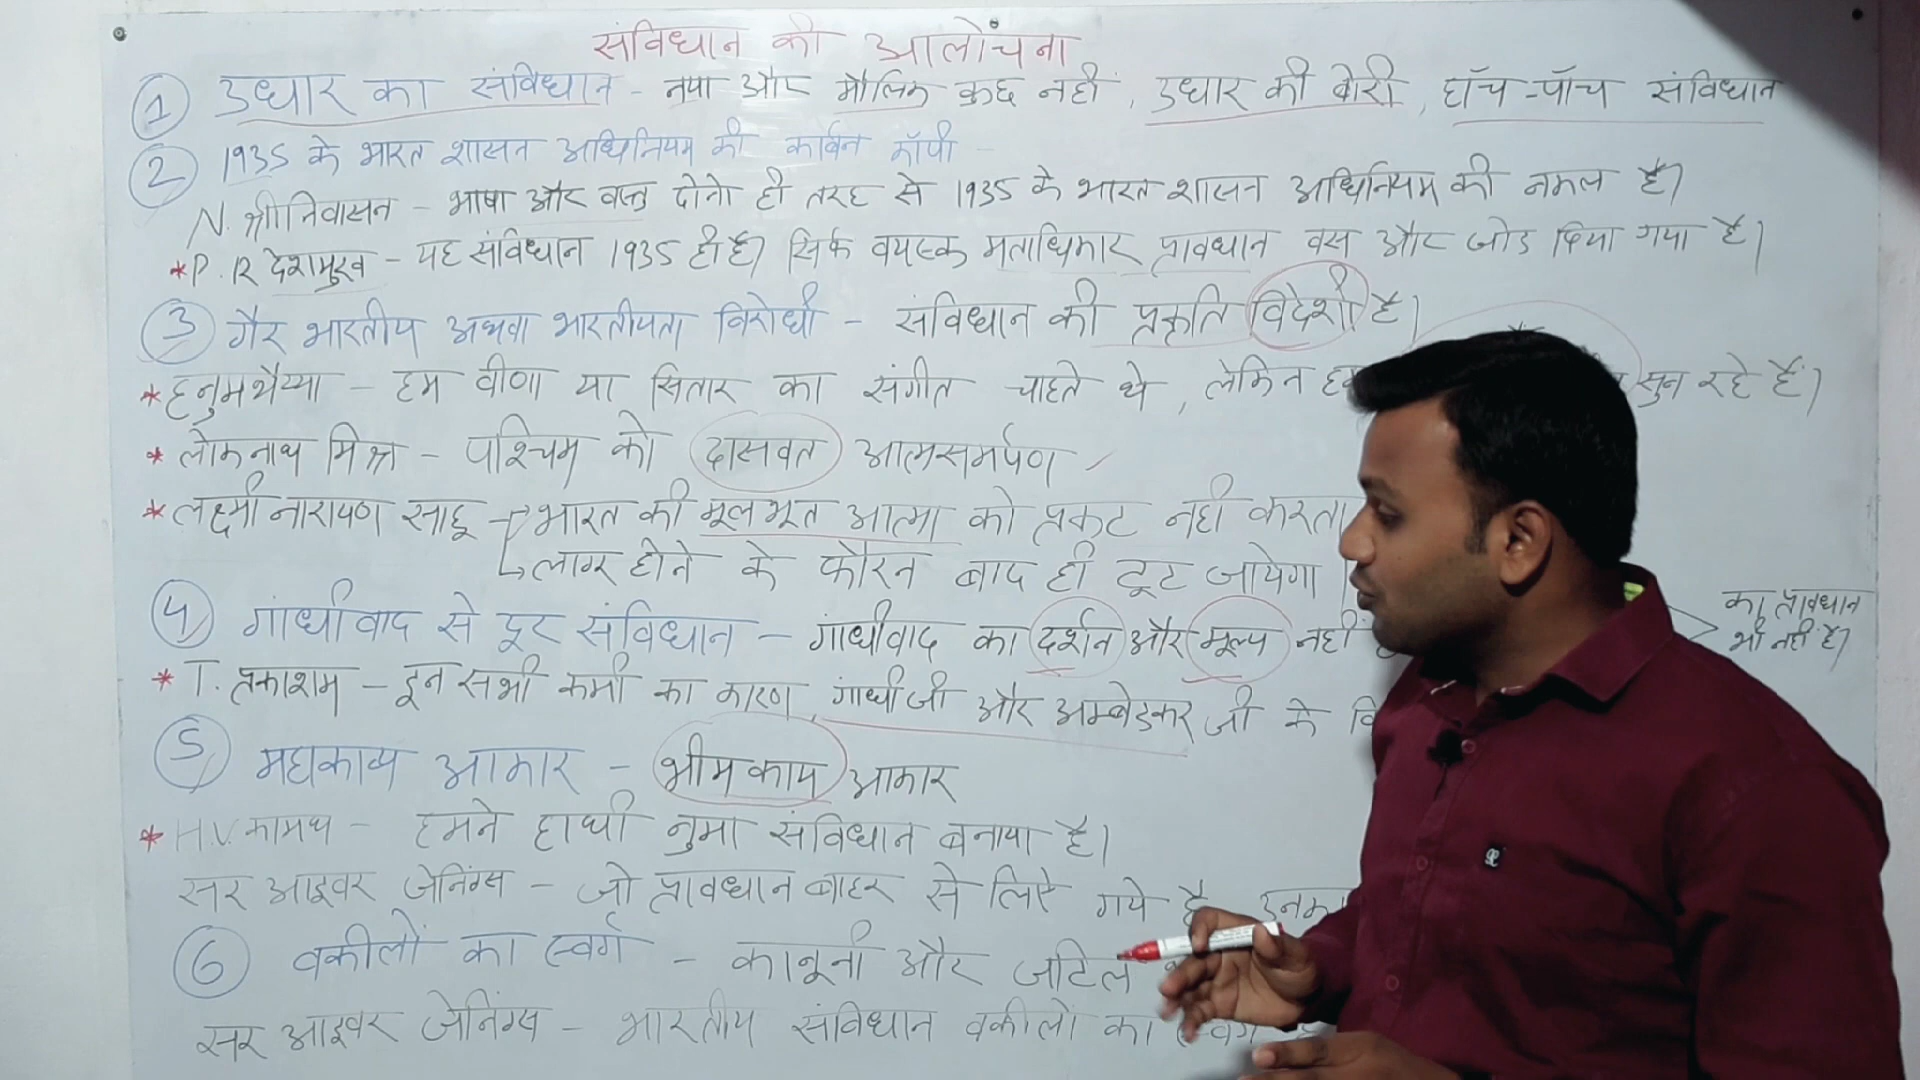 संविधान की आलोचना
① उधार का संविधान - नया और मौलिक कुछ नहीं, उधार की बोरी, हॉच-पॉच संविधान
② 1935 के भारत शासन अधिनियम की कार्बन कॉपी -
N. श्रीनिवासन - भाषा और वस्तु दोनो ही तरह से 1935 के भारत शासन अधिनियम की नकल है।
*P. R देशमुख - यह संविधान 1935 ही है। सिर्फ वयस्क मताधिकार प्रावधान बस और जोड दिया गया है।
③ गैर भारतीय अथवा भारतीयता विरोधी - संविधान की प्रकृति विदेशी है।
* हनुमथैय्या - हम वीणा या सितार का संगीत चाहते थे, लेकिन सुन रहे हैं।
* लोकनाथ मिश्र - पश्चिम को दासवत आत्मसमर्पण
* लक्ष्मी नारायण साहू → भारत की मूलभूत आत्मा को प्रकट नही करता
↳ लागू होने के फौरन बाद ही टूट जायेगा
④ गांधीवाद से दूर संविधान - गांधीवाद का दर्शन और मूल्य नहीं
का प्रावधान
भी नहीं है।
* T. प्रकाशम - इन सभी कमी का कारण, गांधी जी और अम्बेडकर जी के
⑤ महाकाव्य आकार - भीमकाय आकार
* H.V. कामथ - हमने हाथी नुमा संविधान बनाया है।
सर आइवर जेनिंग्स - जो प्रावधान बाहर से लिऐ गये है
⑥ वकीलों का स्वर्ग - कानूनी और जटिल
सर आइवर जेनिंग्स - भारतीय संविधान वकीलों का स्वर्ग